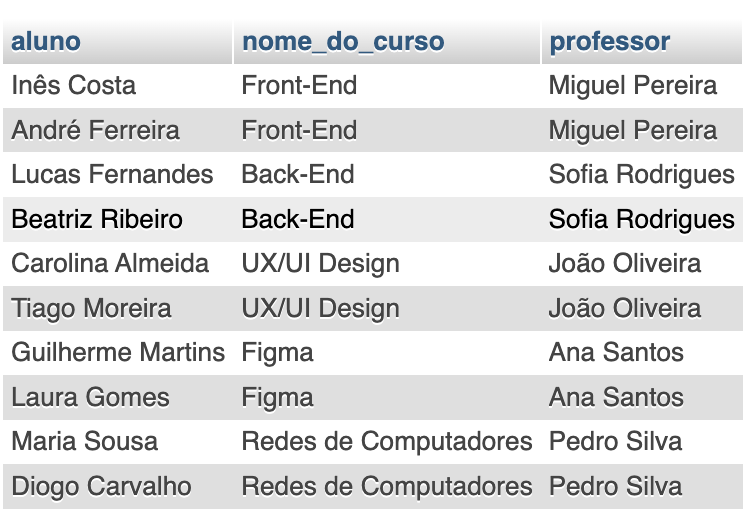 aluno nome_do_curso professor
Inês Costa Front-End Miguel Pereira
André Ferreira Front-End Miguel Pereira
Lucas Fernandes Back-End Sofia Rodrigues
Beatriz Ribeiro Back-End Sofia Rodrigues
Carolina Almeida UX/UI Design João Oliveira
Tiago Moreira UX/UI Design João Oliveira
Guilherme Martins Figma Ana Santos
Laura Gomes Figma Ana Santos
Maria Sousa Redes de Computadores Pedro Silva
Diogo Carvalho Redes de Computadores Pedro Silva